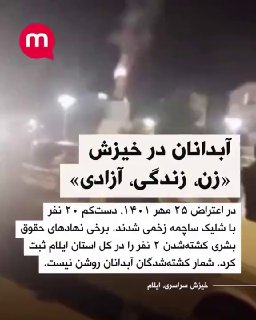 m
آبدانان در خیزش
«زن، زندگی، آزادی»
در اعتراض ۲۵ مهر ۱۴۰۱، دست‌کم ۲۰ نفر
با شلیک ساچمه زخمی شدند. برخی نهادهای حقوق
بشری کشته‌شدن ۲ نفر را در کل استان ایلام ثبت
کرد. شمار کشته‌شدگان آبدانان روشن نیست.
خیزش سراسری، ایلام